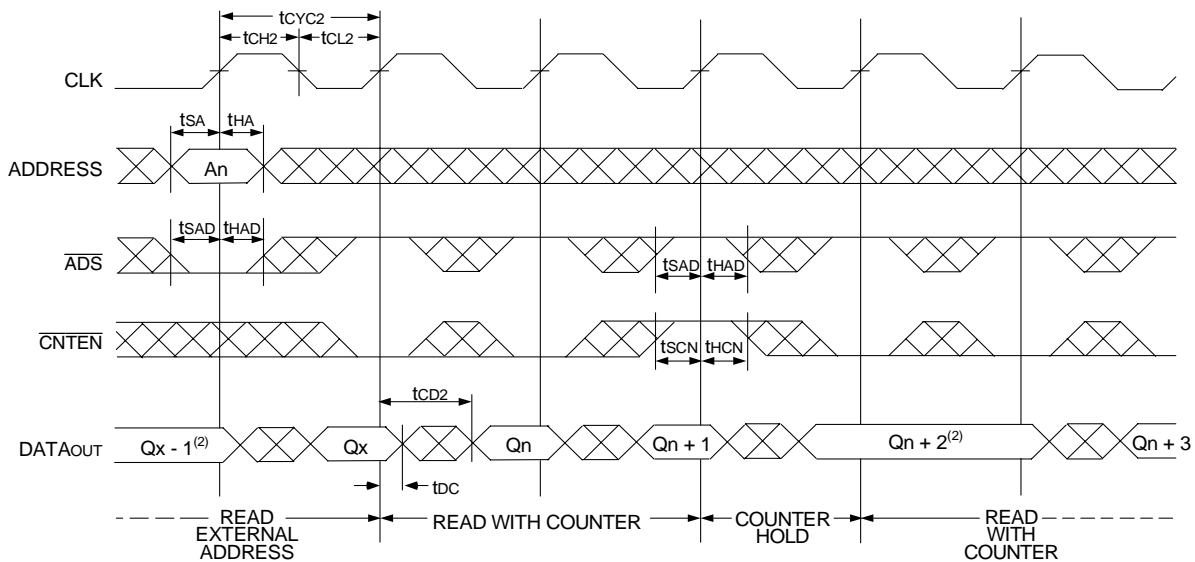 tCYC2
tCH2 tCL2
CLK
tSA tHA
ADDRESS An
tSAD tHAD
ADS
tSAD tHAD
CNTEN
tSCN tHCN
tCD2
DATAOUT Qx - 1(2) Qx Qn Qn + 1 Qn + 2(2) Qn + 3
tDC
READ EXTERNAL ADDRESS
READ WITH COUNTER
COUNTER HOLD
READ WITH COUNTER